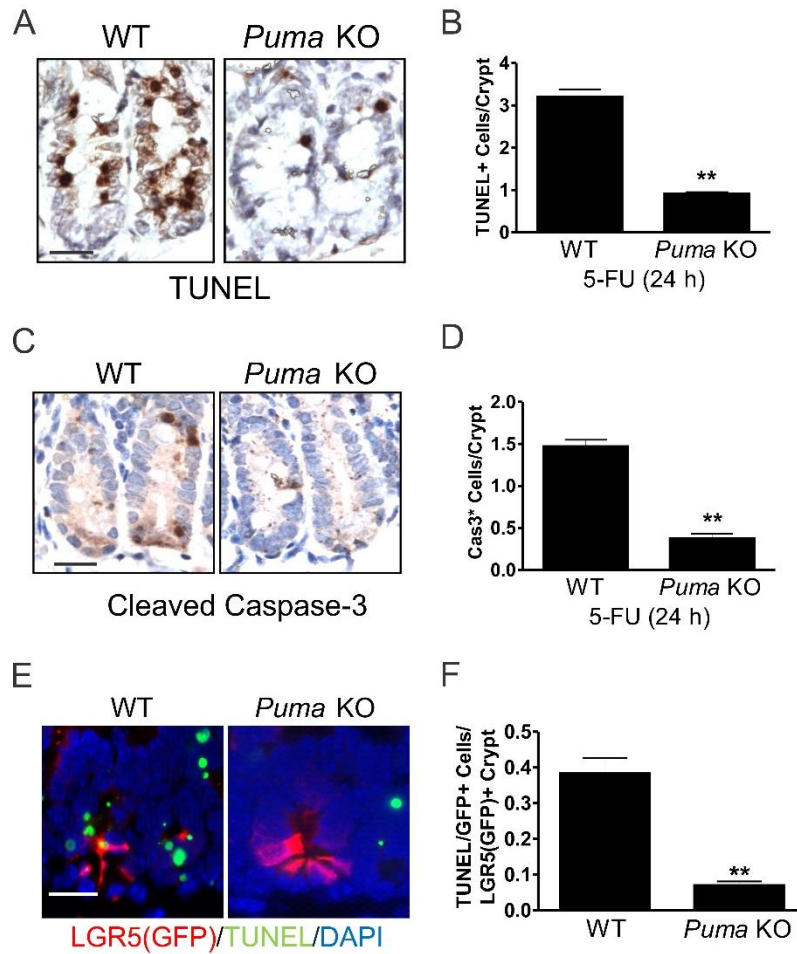 A
WT Puma KO
TUNEL
B
TUNEL+ Cells/Crypt
4
3
2
1
0
**
WT Puma KO
5-FU (24 h)
C
WT Puma KO
Cleaved Caspase-3
D
Cas3* Cells/Crypt
2.0
1.5
1.0
0.5
0.0
**
WT Puma KO
5-FU (24 h)
E
WT Puma KO
LGR5(GFP)/TUNEL/DAPI
F
TUNEL/GFP+ Cells/
LGR5(GFP)+ Crypt
0.5
0.4
0.3
0.2
0.1
0.0
**
WT Puma KO